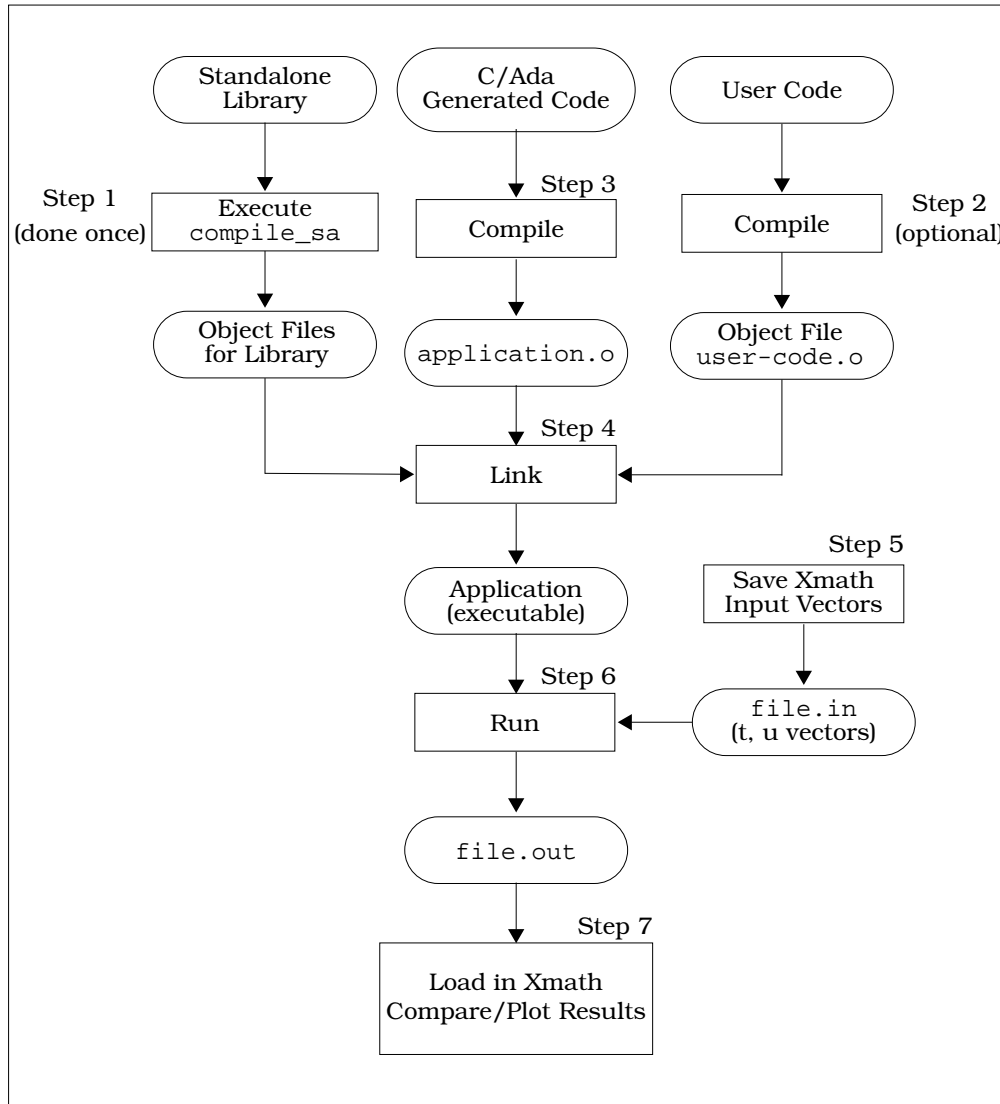 Standalone
Library
C/Ada
Generated Code
User Code
Step 1
(done once)
Execute
compile_sa
Step 3
Compile
Compile
Step 2
(optional)
Object Files
for Library
application.o
Object File
user-code.o
Step 4
Link
Step 5
Save Xmath
Input Vectors
Application
(executable)
Step 6
Run
file.in
(t, u vectors)
file.out
Step 7
Load in Xmath
Compare/Plot Results